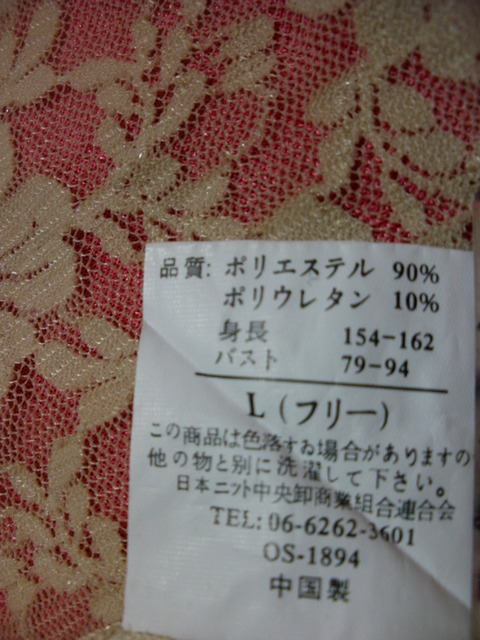 品質: ポリエステル 90%
ポリウレタン 10%
身長 154-162
バスト 79-94
L (フリー)
この商品は色落すゐ場合がありますの
他の物と別に洗濯して下さい。
日本ニット中央卸商業組合連合会
TEL: 06-6262-3601
OS-1894
中国製